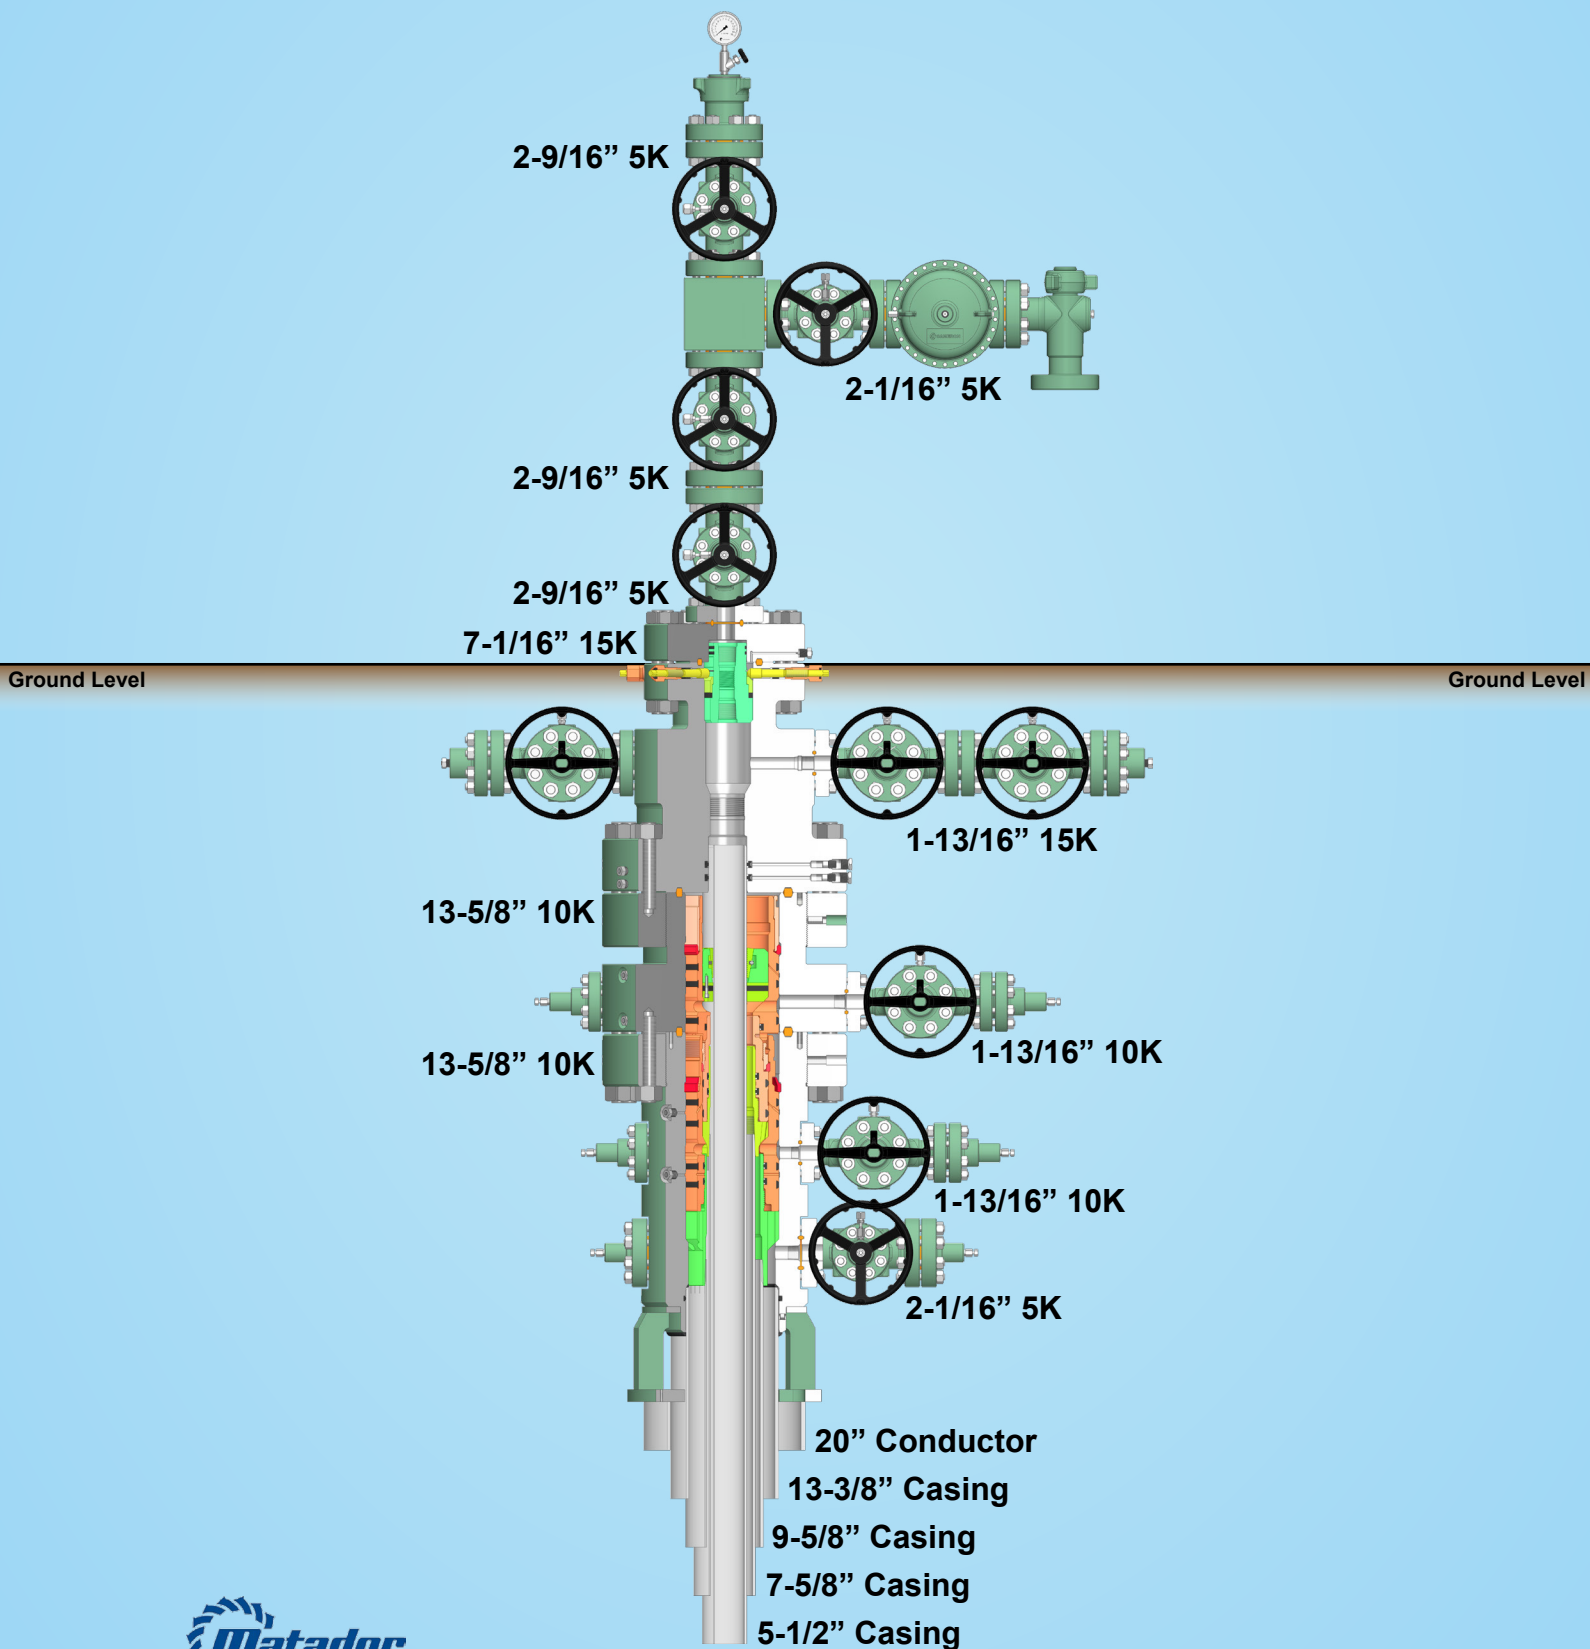 2-9/16” 5K
2-1/16” 5K
2-9/16” 5K
2-9/16” 5K
7-1/16” 15K
Ground Level
Ground Level
1-13/16” 15K
13-5/8” 10K
1-13/16” 10K
13-5/8” 10K
1-13/16” 10K
2-1/16” 5K
20” Conductor
13-3/8” Casing
9-5/8” Casing
7-5/8” Casing
5-1/2” Casing
Matador